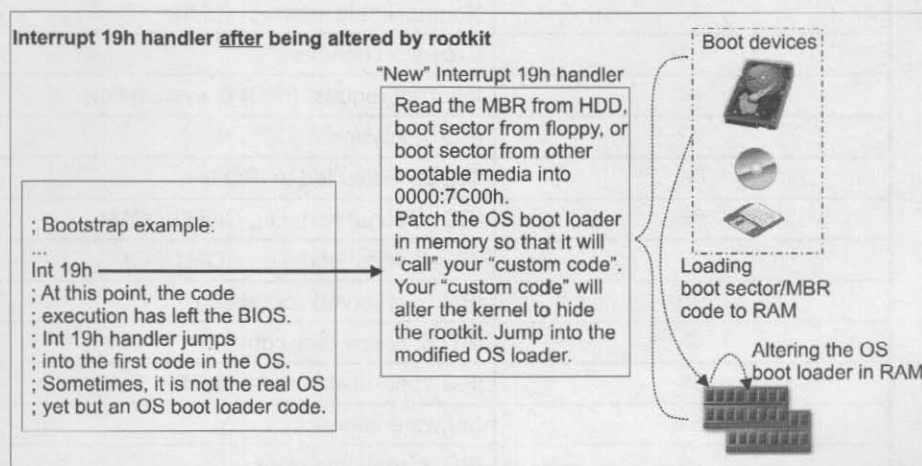 Interrupt 19h handler after being altered by rootkit
"New" Interrupt 19h handler
Boot devices
Read the MBR from HDD,
boot sector from floppy, or
boot sector from other
bootable media into
0000:7C00h.
Patch the OS boot loader
in memory so that it will
"call" your "custom code".
Your "custom code" will
alter the kernel to hide
the rootkit. Jump into the
modified OS loader.
; Bootstrap example:
...
Int 19h
; At this point, the code
; execution has left the BIOS.
; Int 19h handler jumps
; into the first code in the OS.
; Sometimes, it is not the real OS
; yet but an OS boot loader code.
Loading
boot sector/MBR
code to RAM
Altering the OS
boot loader in RAM